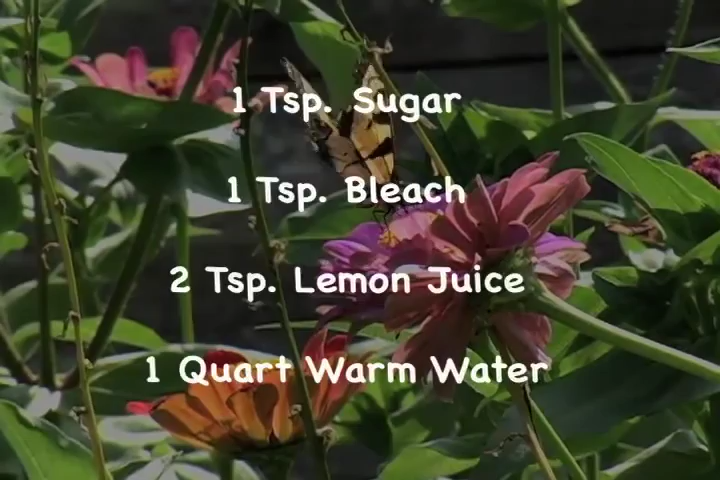 1 Tsp. Sugar
1 Tsp. Bleach
2 Tsp. Lemon Juice
1 Quart Warm Water